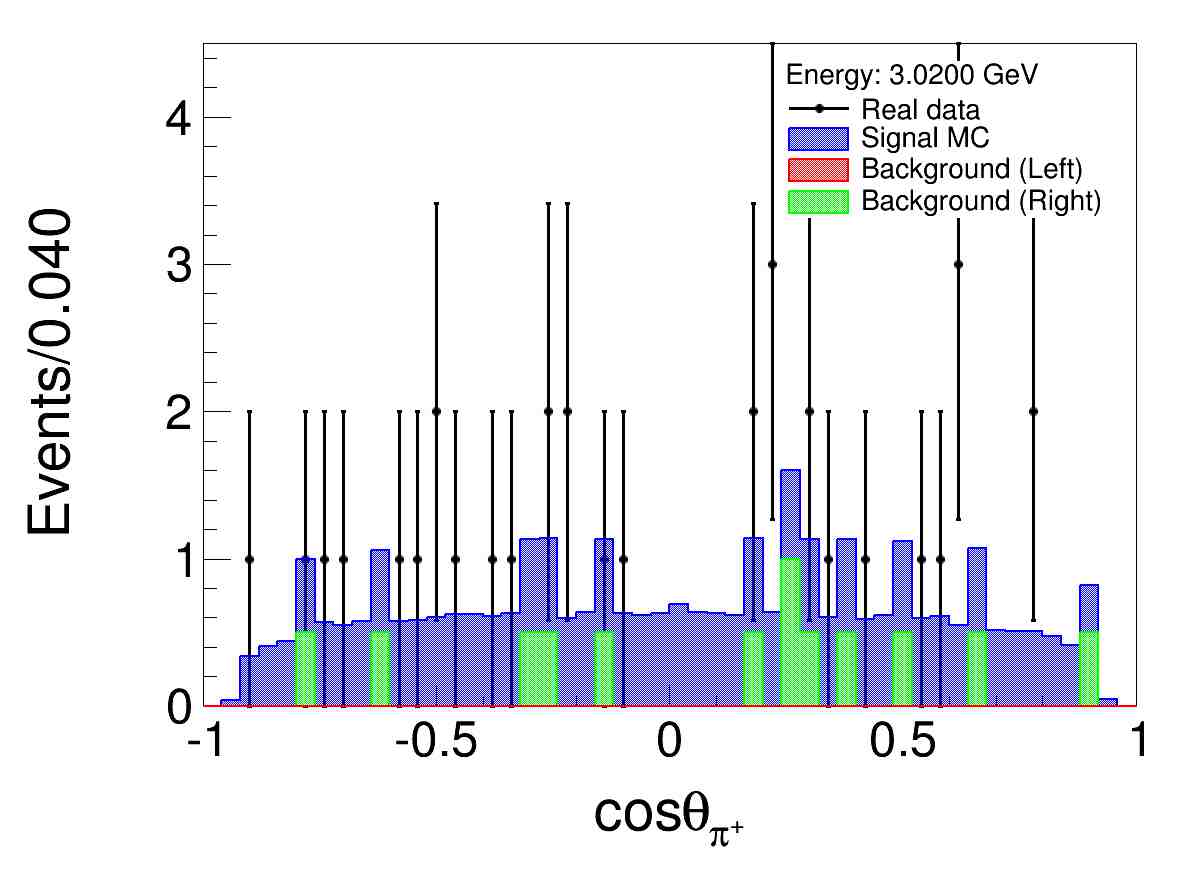 Energy: 3.0200 GeV
Real data
Signal MC
Background (Left)
Background (Right)
Events/0.040
4
3
2
1
0
-1
-0.5
0
0.5
1
cosθπ+